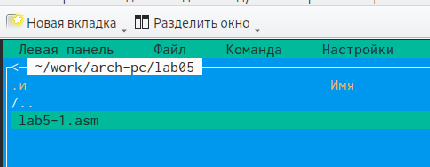 Новая вкладка Разделить окно
Левая панель Файл Команда Настройки
<- ~/work/arch-pc/lab05
.и Имя
/..
lab5-1.asm